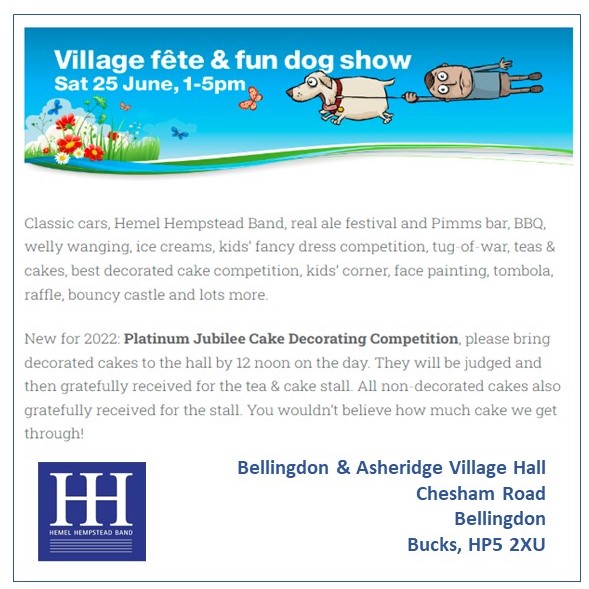 Village fête & fun dog show
Sat 25 June, 1-5pm
Classic cars, Hemel Hempstead Band, real ale festival and Pimms bar, BBQ,
welly wanging, ice creams, kids’ fancy dress competition, tug-of-war, teas &
cakes, best decorated cake competition, kids’ corner, face painting, tombola,
raffle, bouncy castle and lots more.
New for 2022: Platinum Jubilee Cake Decorating Competition, please bring
decorated cakes to the hall by 12 noon on the day. They will be judged and
then gratefully received for the tea & cake stall. All non-decorated cakes also
gratefully received for the stall. You wouldn’t believe how much cake we get
through!
HH
HEMEL HEMPSTEAD BAND
Bellingdon & Asheridge Village Hall
Chesham Road
Bellingdon
Bucks, HP5 2XU